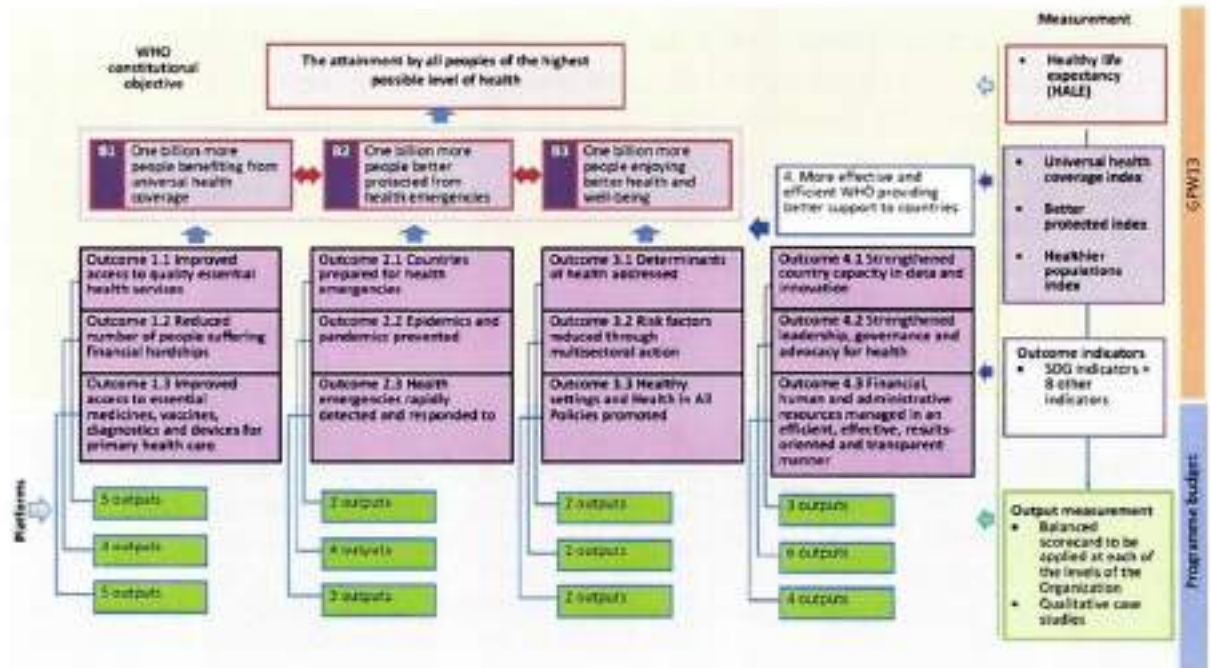 Measurement
WHO
constitutional
objective
The attainment by all peoples of the highest
possible level of health
Healthy life
expectancy
(HALE)
One billion more
people benefiting from
universal health
coverage
One billion more
people better
protected from
health emergencies
One billion more
people enjoying
better health and
well-being
4. More effective and
efficient WHO providing
better support to countries
Universal health
coverage index
Better
protected index
Healthier
populations
index
GPW13
Outcome 1.1 Improved
access to quality essential
health services
Outcome 1.2 Reduced
number of people suffering
financial hardships
Outcome 1.3 Improved
access to essential
medicines, vaccines,
diagnostics and devices for
primary health care
Outcome 2.1 Countries
prepared for health
emergencies
Outcome 2.2 Epidemics and
pandemics prevented
Outcome 2.3 Health
emergencies rapidly
detected and responded to
Outcome 3.1 Determinants
of health addressed
Outcome 3.2 Risk factors
reduced through
multisectoral action
Outcome 3.3 Healthy
settings and Health in All
Policies promoted
Outcome 4.1 Strengthened
country capacity in data and
innovation
Outcome 4.2 Strengthened
leadership, governance and
advocacy for health
Outcome 4.3 Financial,
human and administrative
resources managed in an
efficient, effective, results-
oriented and transparent
manner
Outcome indicators
SDG indicators +
8 other
indicators
Platforms
5 outputs
4 outputs
5 outputs
outputs
4 outputs
outputs
2 outputs
2 outputs
2 outputs
3 outputs
6 outputs
4 outputs
Output measurement
Balanced
scorecard to be
applied at each of
the levels of the
Organization
Qualitative case
studies
Programme budget